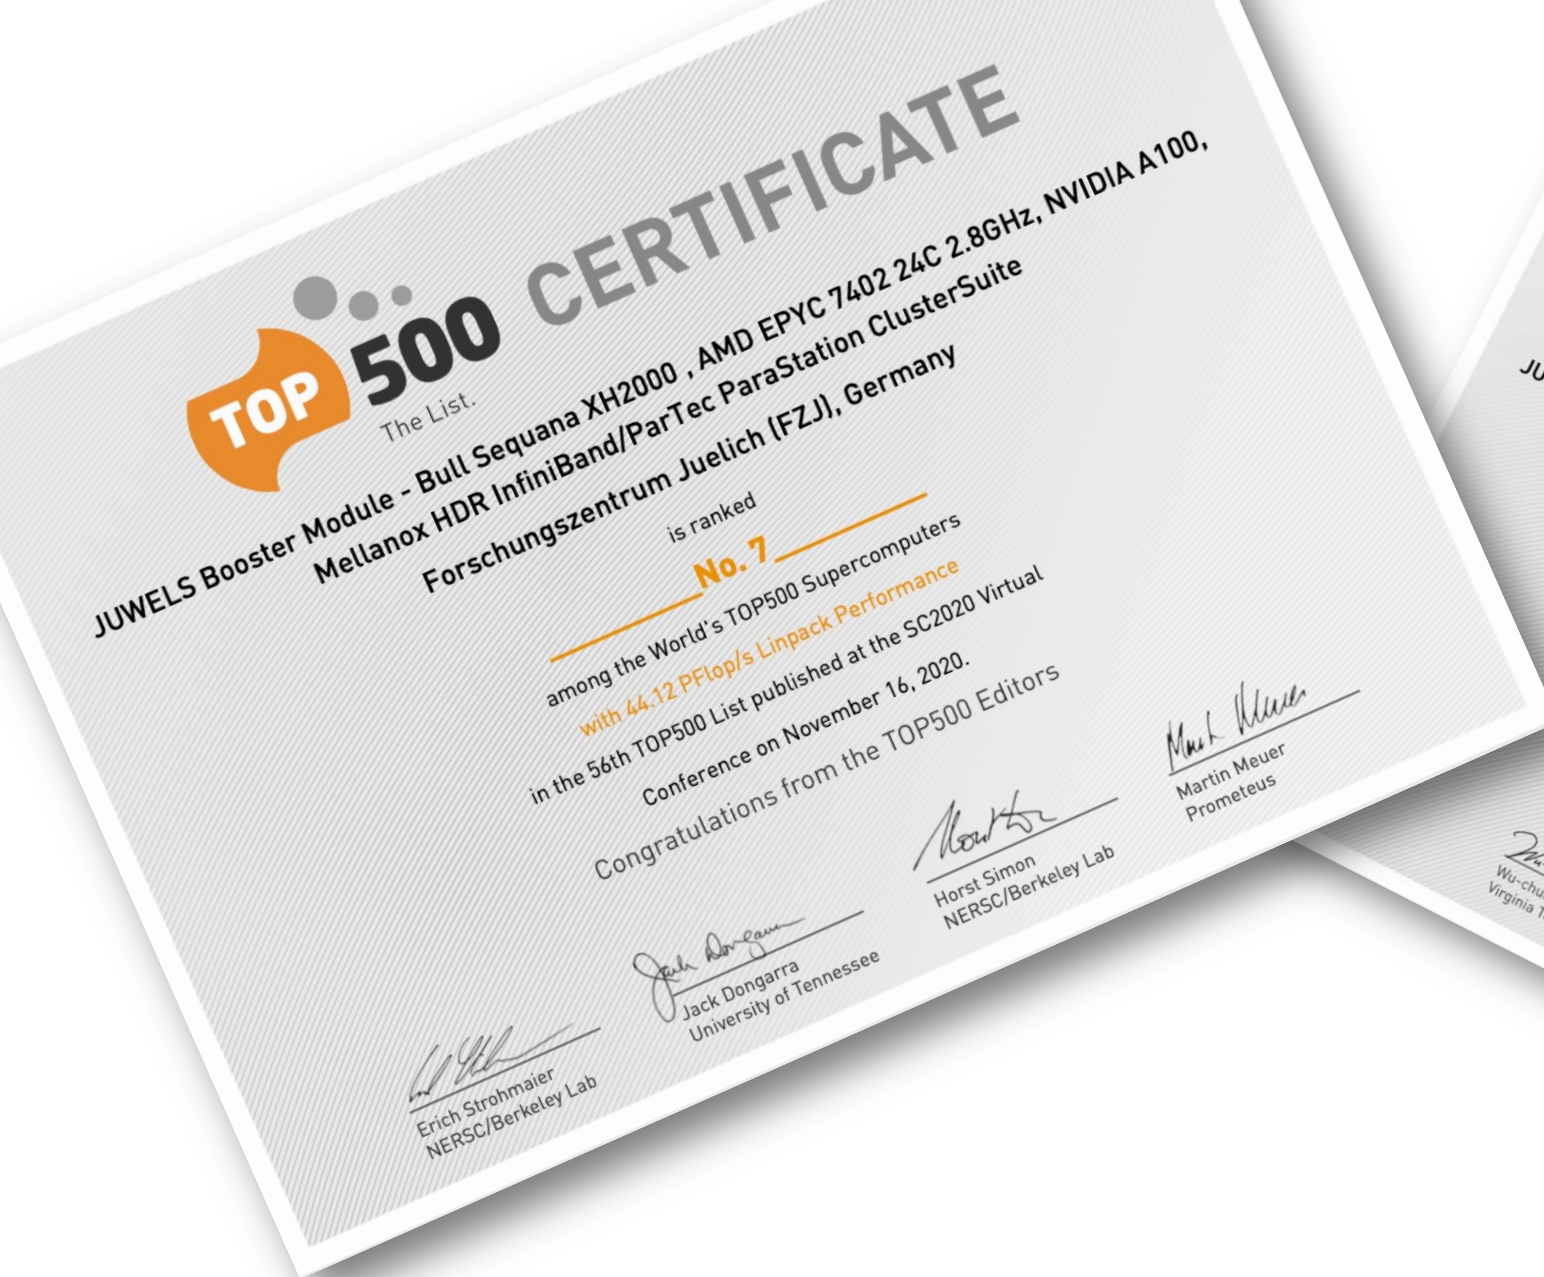 TOP 500 CERTIFICATE
The List.
JUWELS Booster Module - Bull Sequana XH2000 , AMD EPYC 7402 24C 2.8GHz, NVIDIA A100,
Mellanox HDR InfiniBand/ParTec ParaStation ClusterSuite
Forschungszentrum Juelich (FZJ), Germany
is ranked
No. 7
among the World's TOP500 Supercomputers
with 44.12 PFlop/s Linpack Performance
in the 56th TOP500 List published at the SC2020 Virtual
Conference on November 16, 2020.
Congratulations from the TOP500 Editors
Erich Strohmaier
NERSC/Berkeley Lab
Jack Dongarra
University of Tennessee
Horst Simon
NERSC/Berkeley Lab
Martin Meuer
Prometeus
JU
Wu-chu
Virginia T